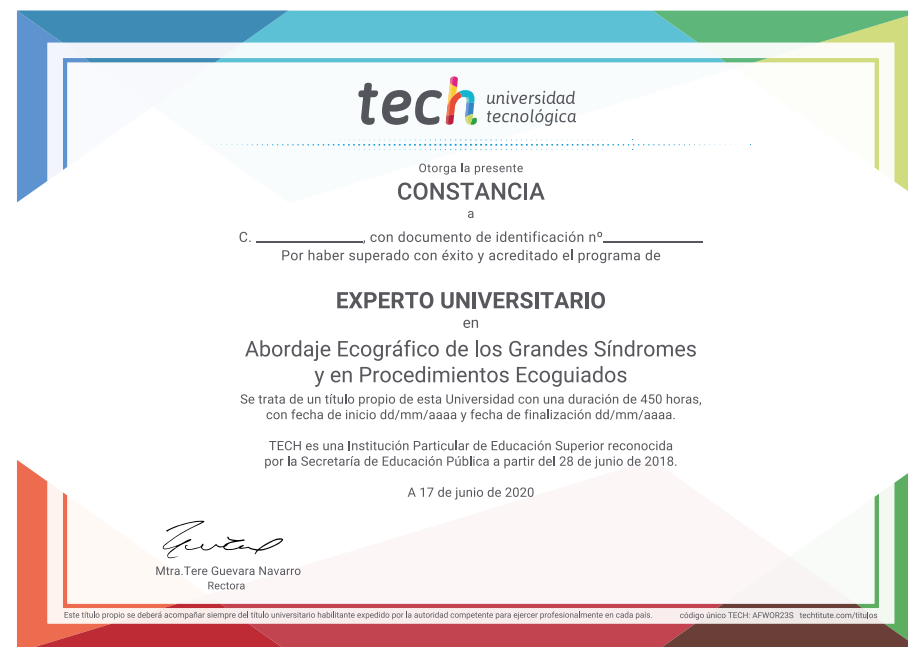 tech universidad
tecnológica
Otorga la presente
CONSTANCIA
a
C. ______________, con documento de identificación nº_____________
Por haber superado con éxito y acreditado el programa de
EXPERTO UNIVERSITARIO
en
Abordaje Ecográfico de los Grandes Síndromes
y en Procedimientos Ecoguiados
Se trata de un título propio de esta Universidad con una duración de 450 horas,
con fecha de inicio dd/mm/aaaa y fecha de finalización dd/mm/aaaa.
TECH es una Institución Particular de Educación Superior reconocida
por la Secretaría de Educación Pública a partir del 28 de junio de 2018.
A 17 de junio de 2020
Mtra.Tere Guevara Navarro
Rectora
Este título propio se deberá acompañar siempre del título universitario habilitante expedido por la autoridad competente para ejercer profesionalmente en cada país. código único TECH: AFWOR23S techtitute.com/titulos